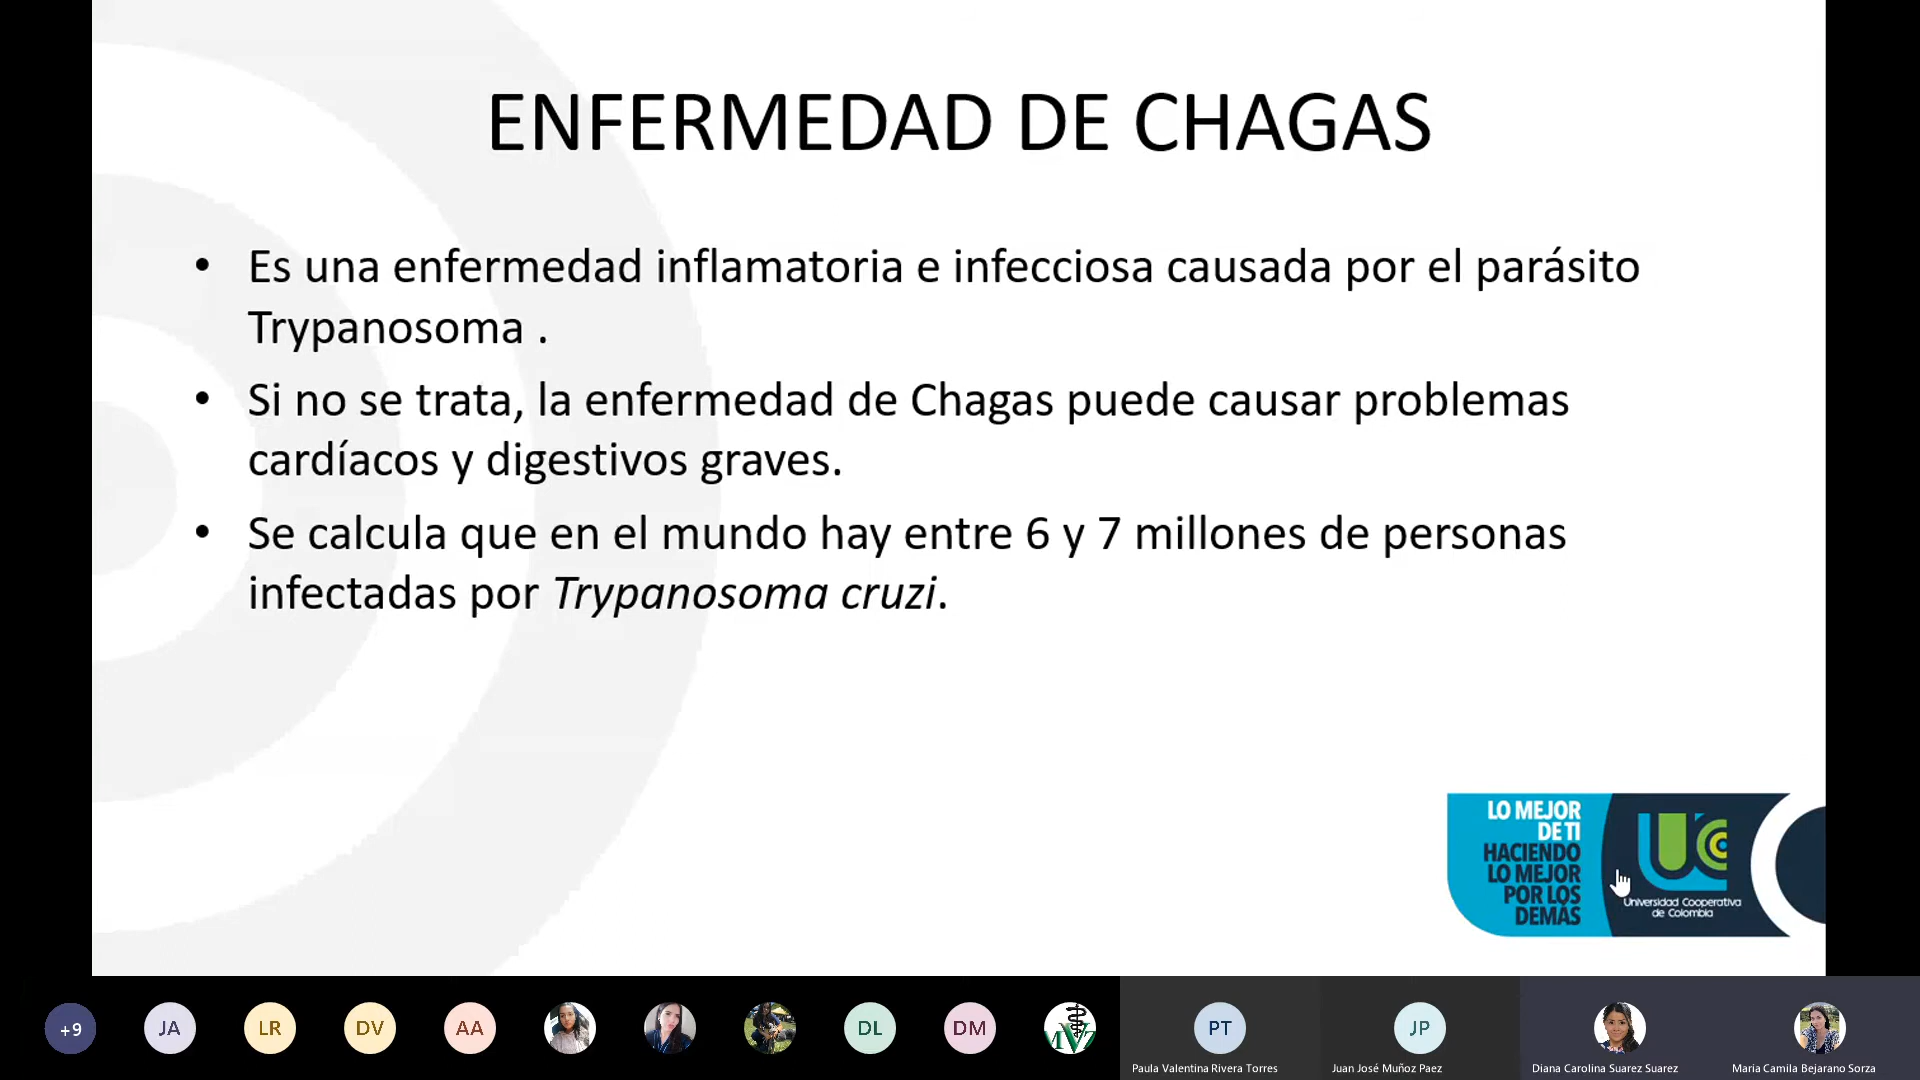 ENFERMEDAD DE CHAGAS
• Es una enfermedad inflamatoria e infecciosa causada por el parásito
Trypanosoma .
• Si no se trata, la enfermedad de Chagas puede causar problemas
cardíacos y digestivos graves.
• Se calcula que en el mundo hay entre 6 y 7 millones de personas
infectadas por Trypanosoma cruzi.
LO MEJOR
DE TI
HACIENDO
LO MEJOR
POR LOS
DEMÁS
UCC
Universidad Cooperativa
de Colombia
+9
JA
LR
DV
AA
DL
DM
MVZ
PT
JP
Paula Valentina Rivera Torres
Juan José Muñoz Paez
Diana Carolina Suarez Suarez
Maria Camila Bejarano Sorza